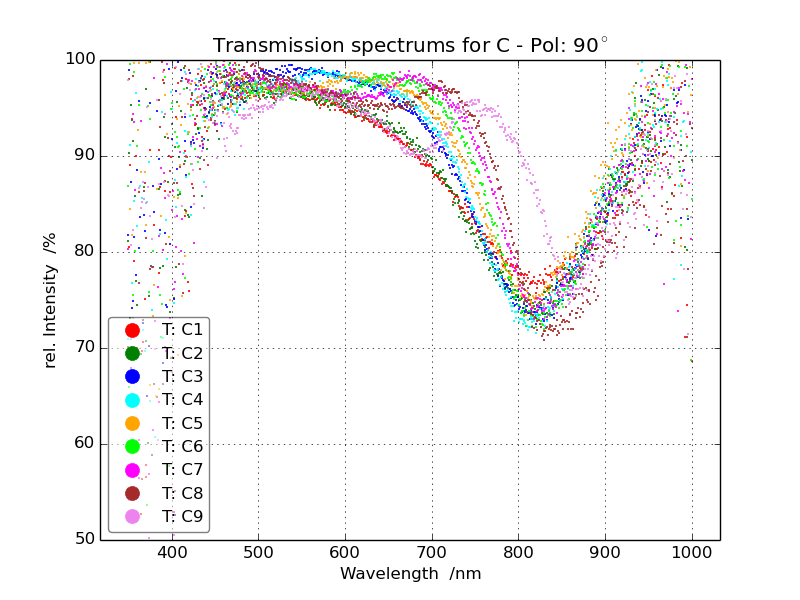 Transmission spectrums for C - Pol: 90°
100
90
80
70
60
50
rel. Intensity /%
T: C1
T: C2
T: C3
T: C4
T: C5
T: C6
T: C7
T: C8
T: C9
400 500 600 700 800 900 1000
Wavelength /nm